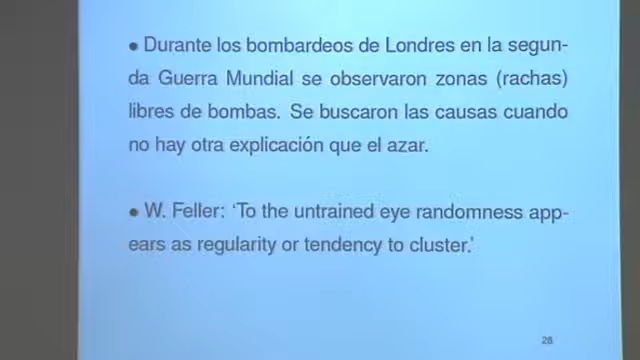 ● Durante los bombardeos de Londres en la segun-
da Guerra Mundial se observaron zonas (rachas)
libres de bombas. Se buscaron las causas cuando
no hay otra explicación que el azar.
● W. Feller: ‘To the untrained eye randomness app-
ears as regularity or tendency to cluster.’
28